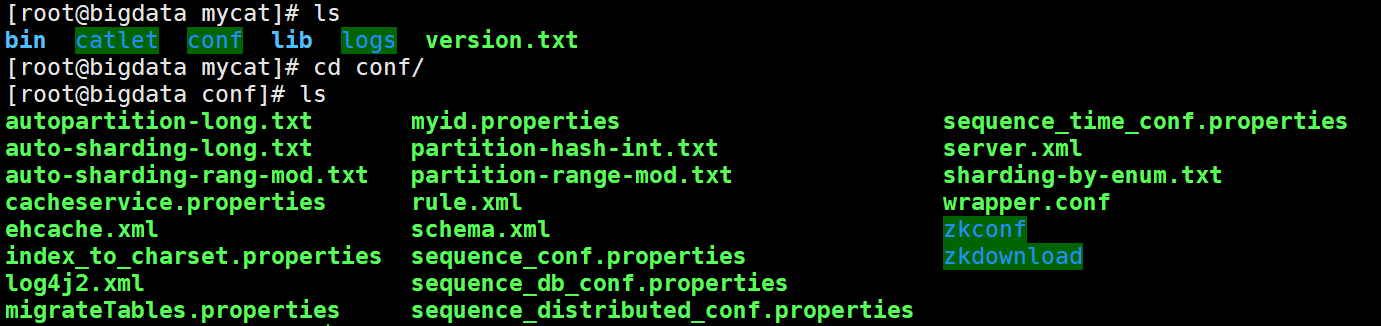 [root@bigdata mycat]# ls
bin  catlet  conf  lib  logs  version.txt
[root@bigdata mycat]# cd conf/
[root@bigdata conf]# ls
autopartition-long.txt       myid.properties                      sequence_time_conf.properties
auto-sharding-long.txt       partition-hash-int.txt               server.xml
auto-sharding-rang-mod.txt   partition-range-mod.txt              sharding-by-enum.txt
cacheservice.properties      rule.xml                             wrapper.conf
ehcache.xml                  schema.xml                           zkconf
index_to_charset.properties  sequence_conf.properties             zkdownload
log4j2.xml                   sequence_db_conf.properties
migrateTables.properties     sequence_distributed_conf.properties